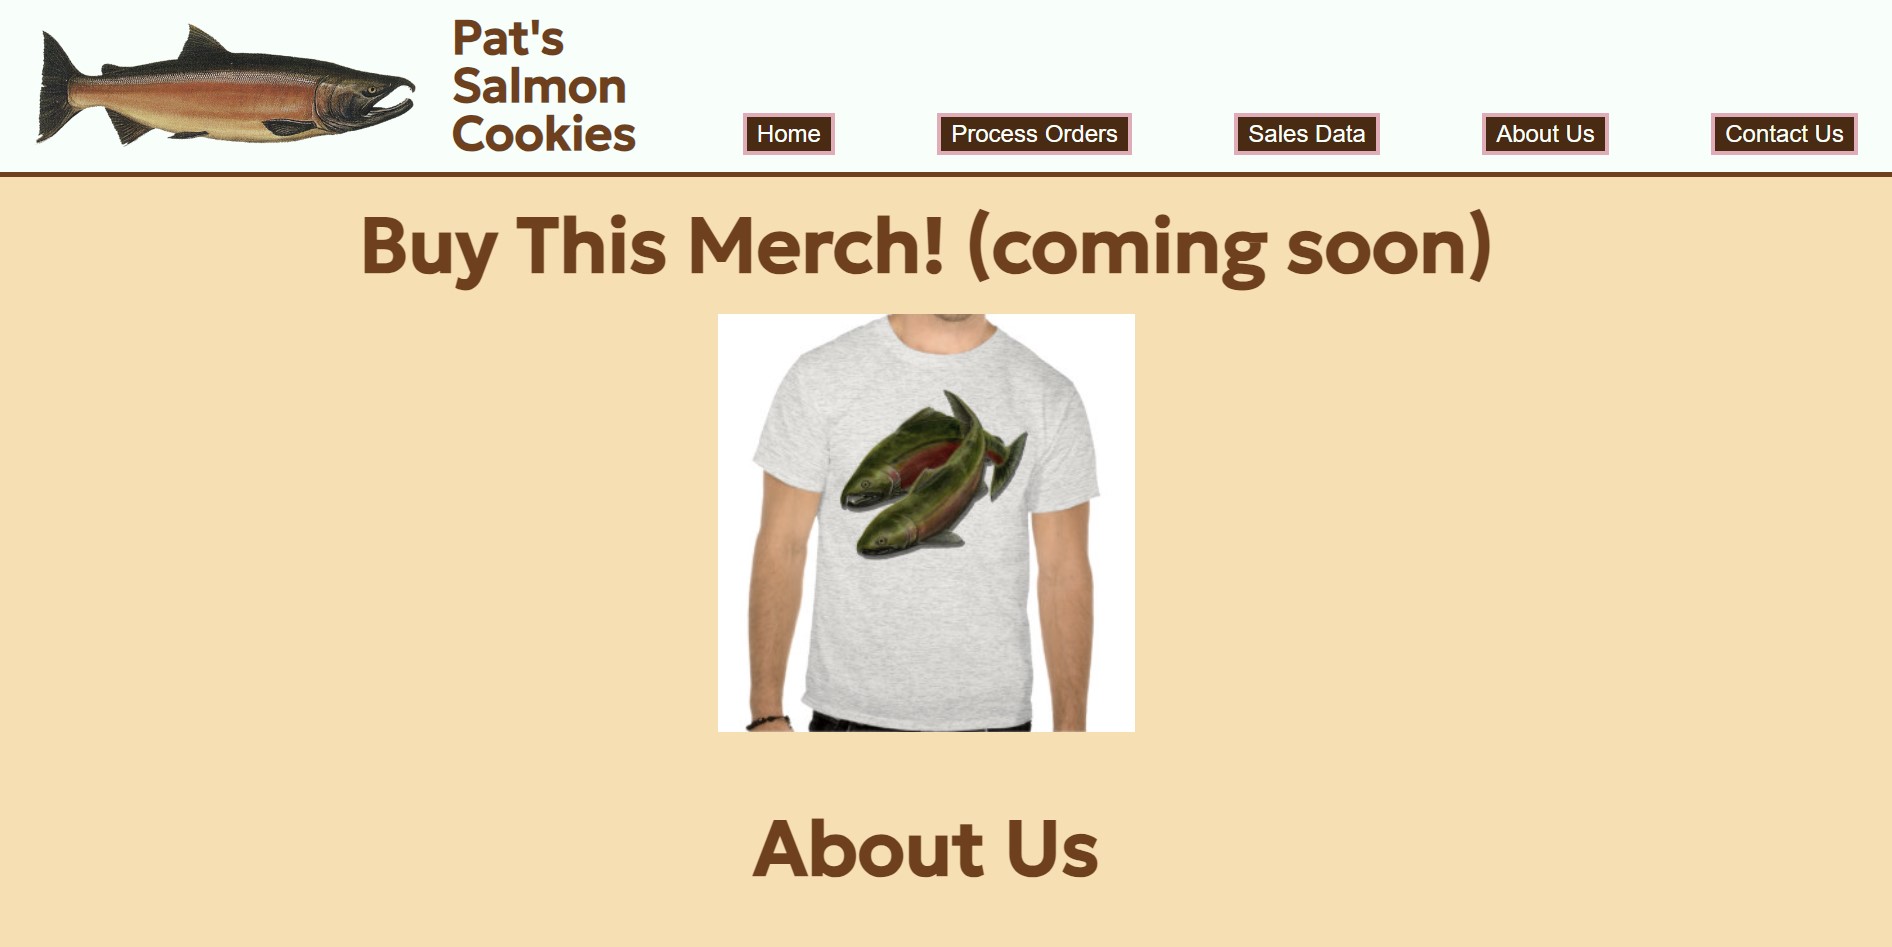 Pat's
Salmon
Cookies
Home
Process Orders
Sales Data
About Us
Contact Us
Buy This Merch! (coming soon)
About Us